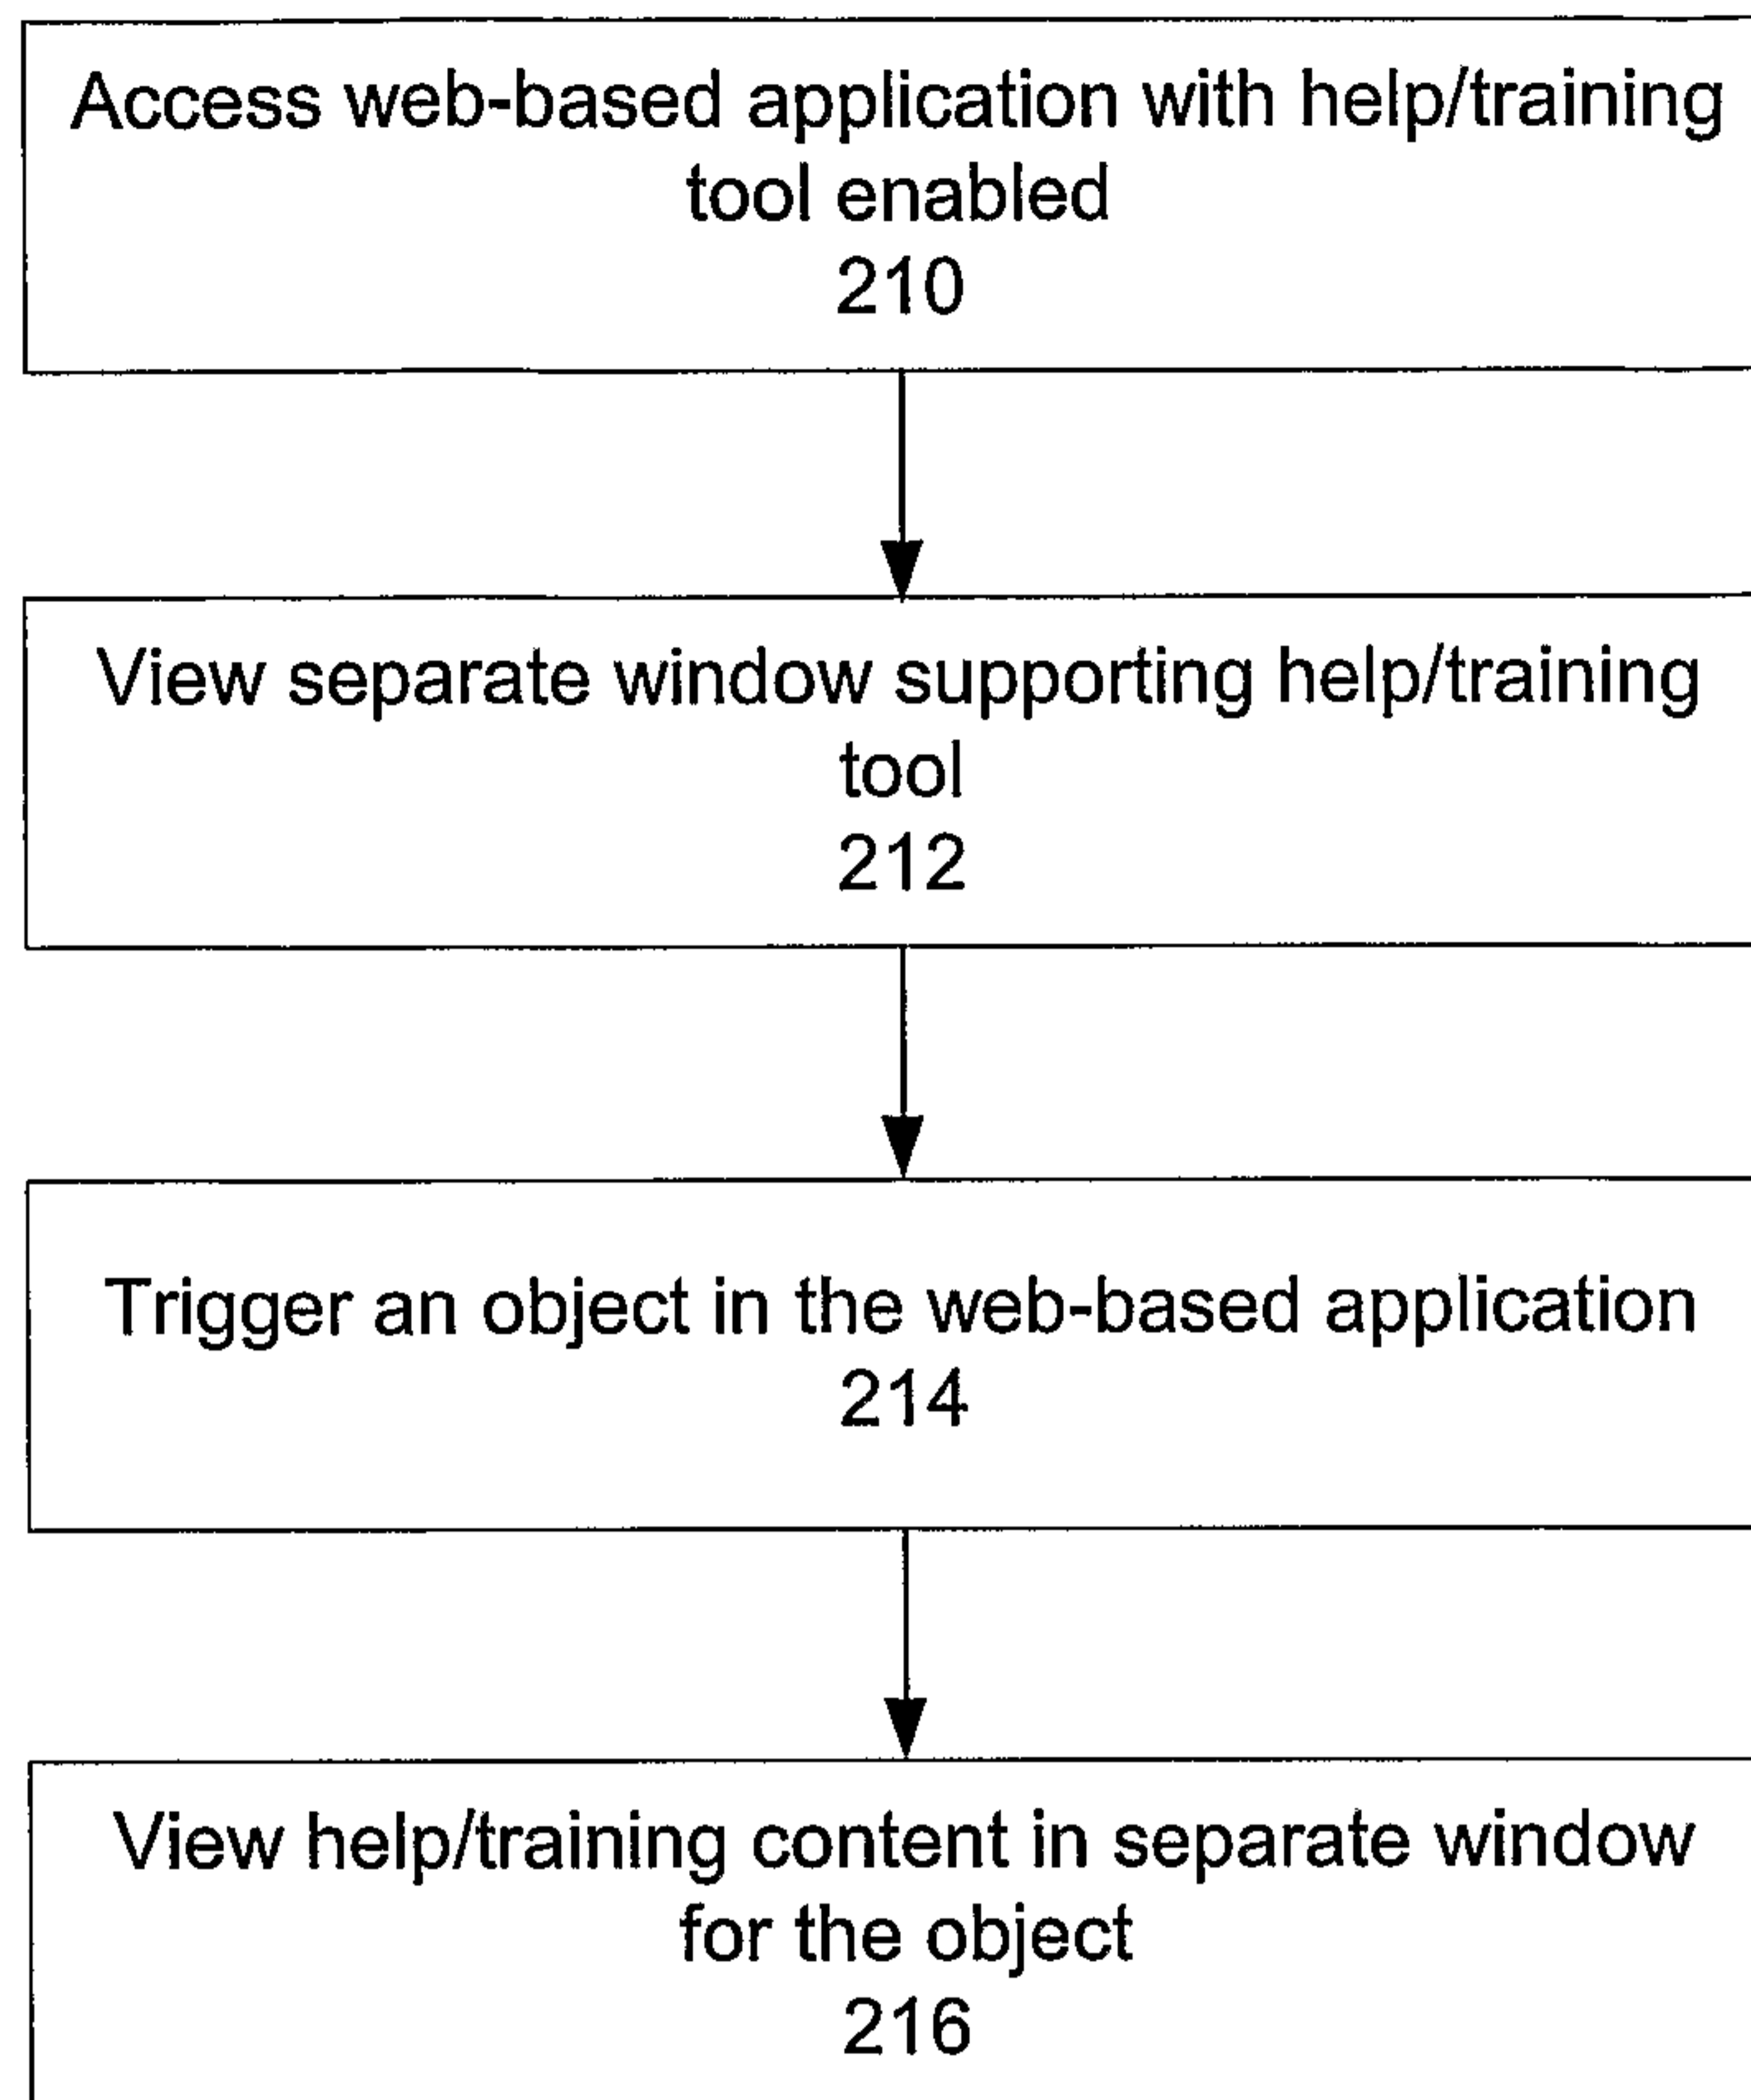 Access web-based application with help/training
tool enabled
210
View separate window supporting help/training
tool
212
Trigger an object in the web-based application
214
View help/training content in separate window
for the object
216